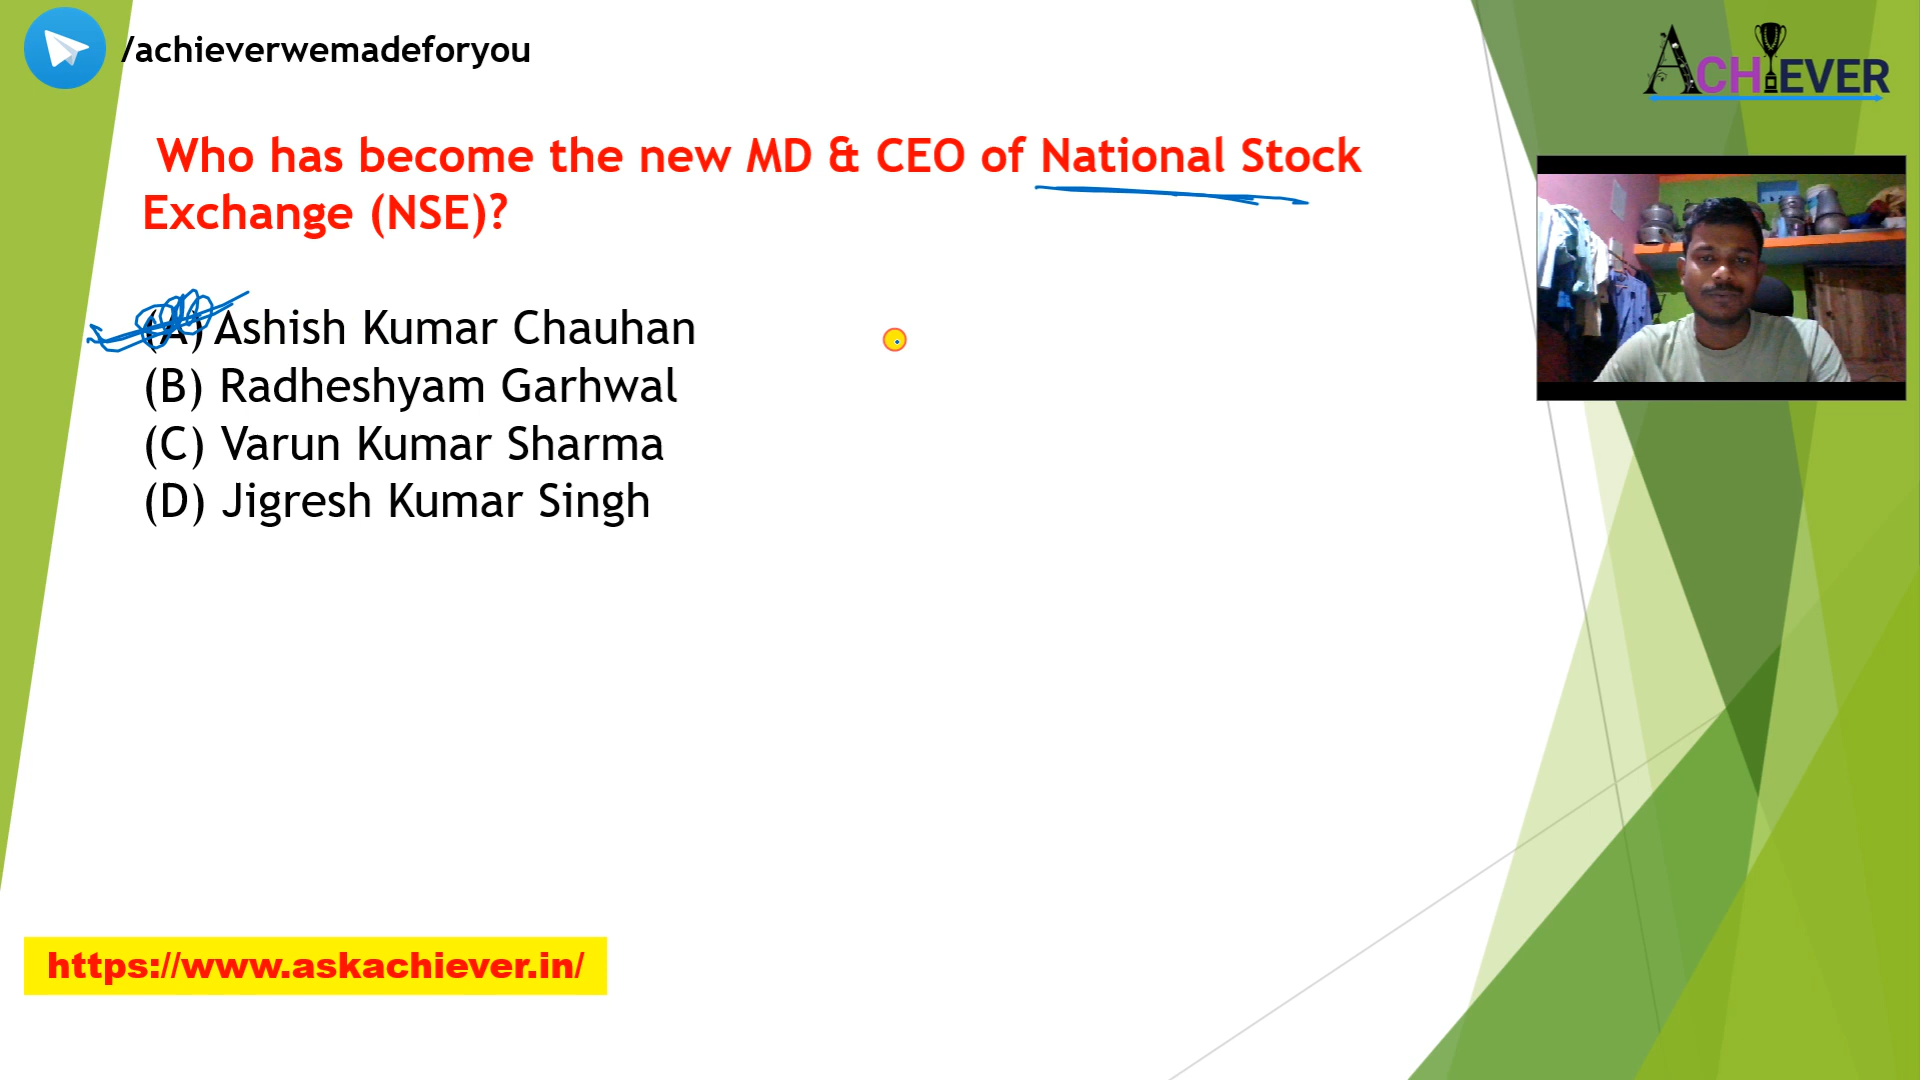 /achieverwemadeforyou
ACHIEVER
Who has become the new MD & CEO of National Stock
Exchange (NSE)?
(A) Ashish Kumar Chauhan
(B) Radheshyam Garhwal
(C) Varun Kumar Sharma
(D) Jigresh Kumar Singh
https://www.askachiever.in/